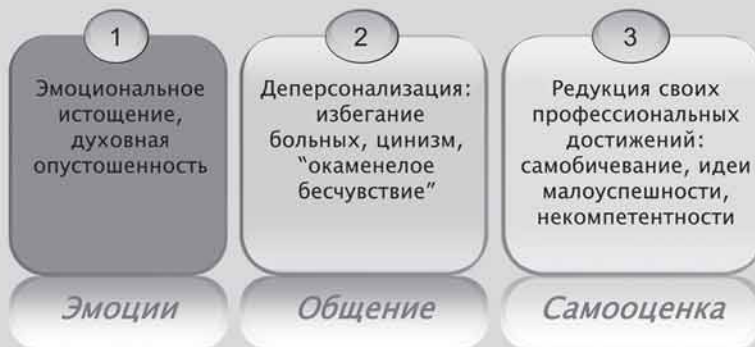 1
Эмоциональное
истощение,
духовная
опустошенность
Эмоции
2
Деперсонализация:
избегание
больных, цинизм,
“окаменелое
бесчувствие”
Общение
3
Редукция своих
профессиональных
достижений:
самобичевание, идеи
малоуспешности,
некомпетентности
Самооценка